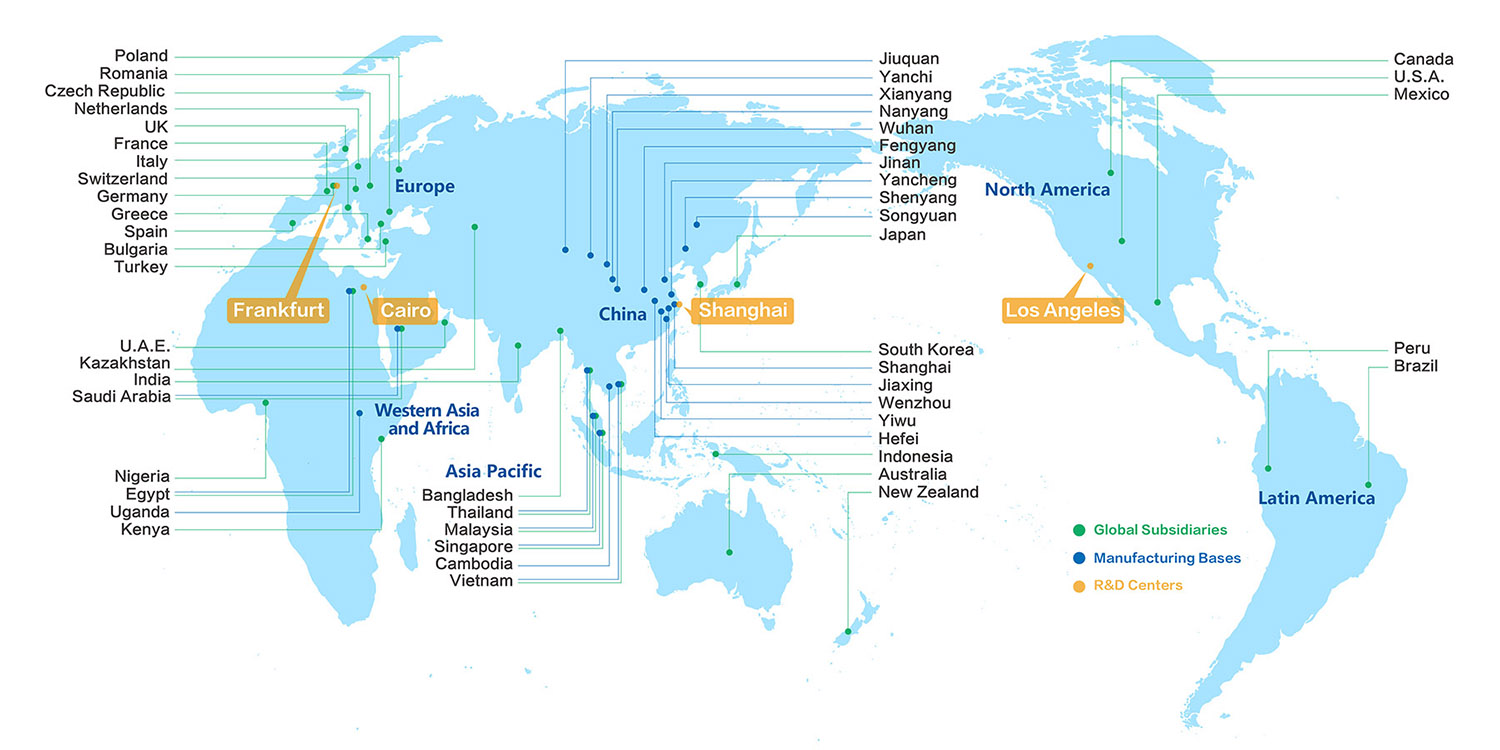 Poland
Romania
Czech Republic
Netherlands
UK
France
Italy
Switzerland
Germany
Greece
Spain
Bulgaria
Turkey
Europe
Frankfurt
Cairo
U.A.E.
Kazakhstan
India
Saudi Arabia
Western Asia
and Africa
Nigeria
Egypt
Uganda
Kenya
Asia Pacific
Bangladesh
Thailand
Malaysia
Singapore
Cambodia
Vietnam
Jiuquan
Yanchi
Xianyang
Nanyang
Wuhan
Fengyang
Jinan
Yancheng
Shenyang
Songyuan
Japan
China
Shanghai
South Korea
Shanghai
Jiaxing
Wenzhou
Yiwu
Hefei
Indonesia
Australia
New Zealand
Canada
U.S.A.
Mexico
North America
Los Angeles
Peru
Brazil
Latin America
Global Subsidiaries
Manufacturing Bases
R&D Centers